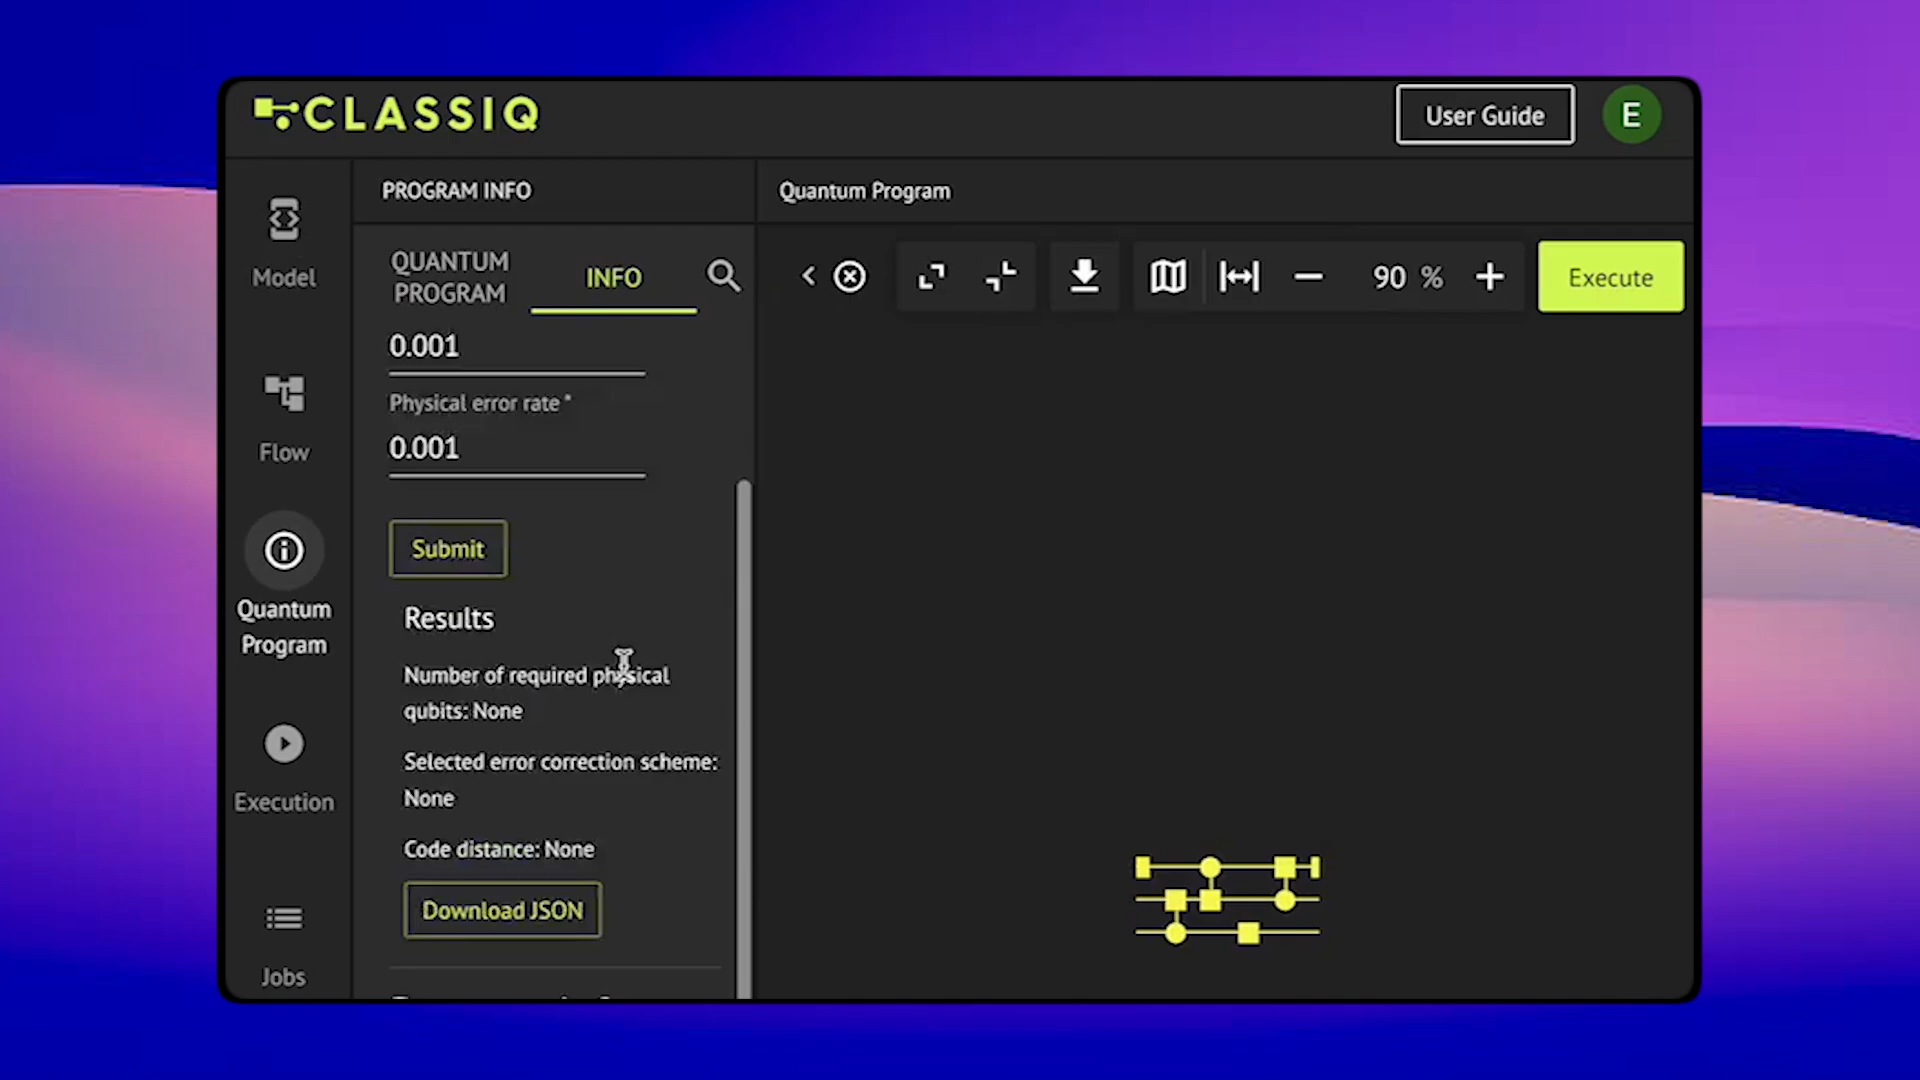 CLASSIQ
User Guide
E
PROGRAM INFO
Quantum Program
Model
Flow
Quantum
Program
Execution
Jobs
QUANTUM
PROGRAM
INFO
90 %
Execute
0.001
Physical error rate *
0.001
Submit
Results
Number of required physical
qubits: None
Selected error correction scheme:
None
Code distance: None
Download JSON